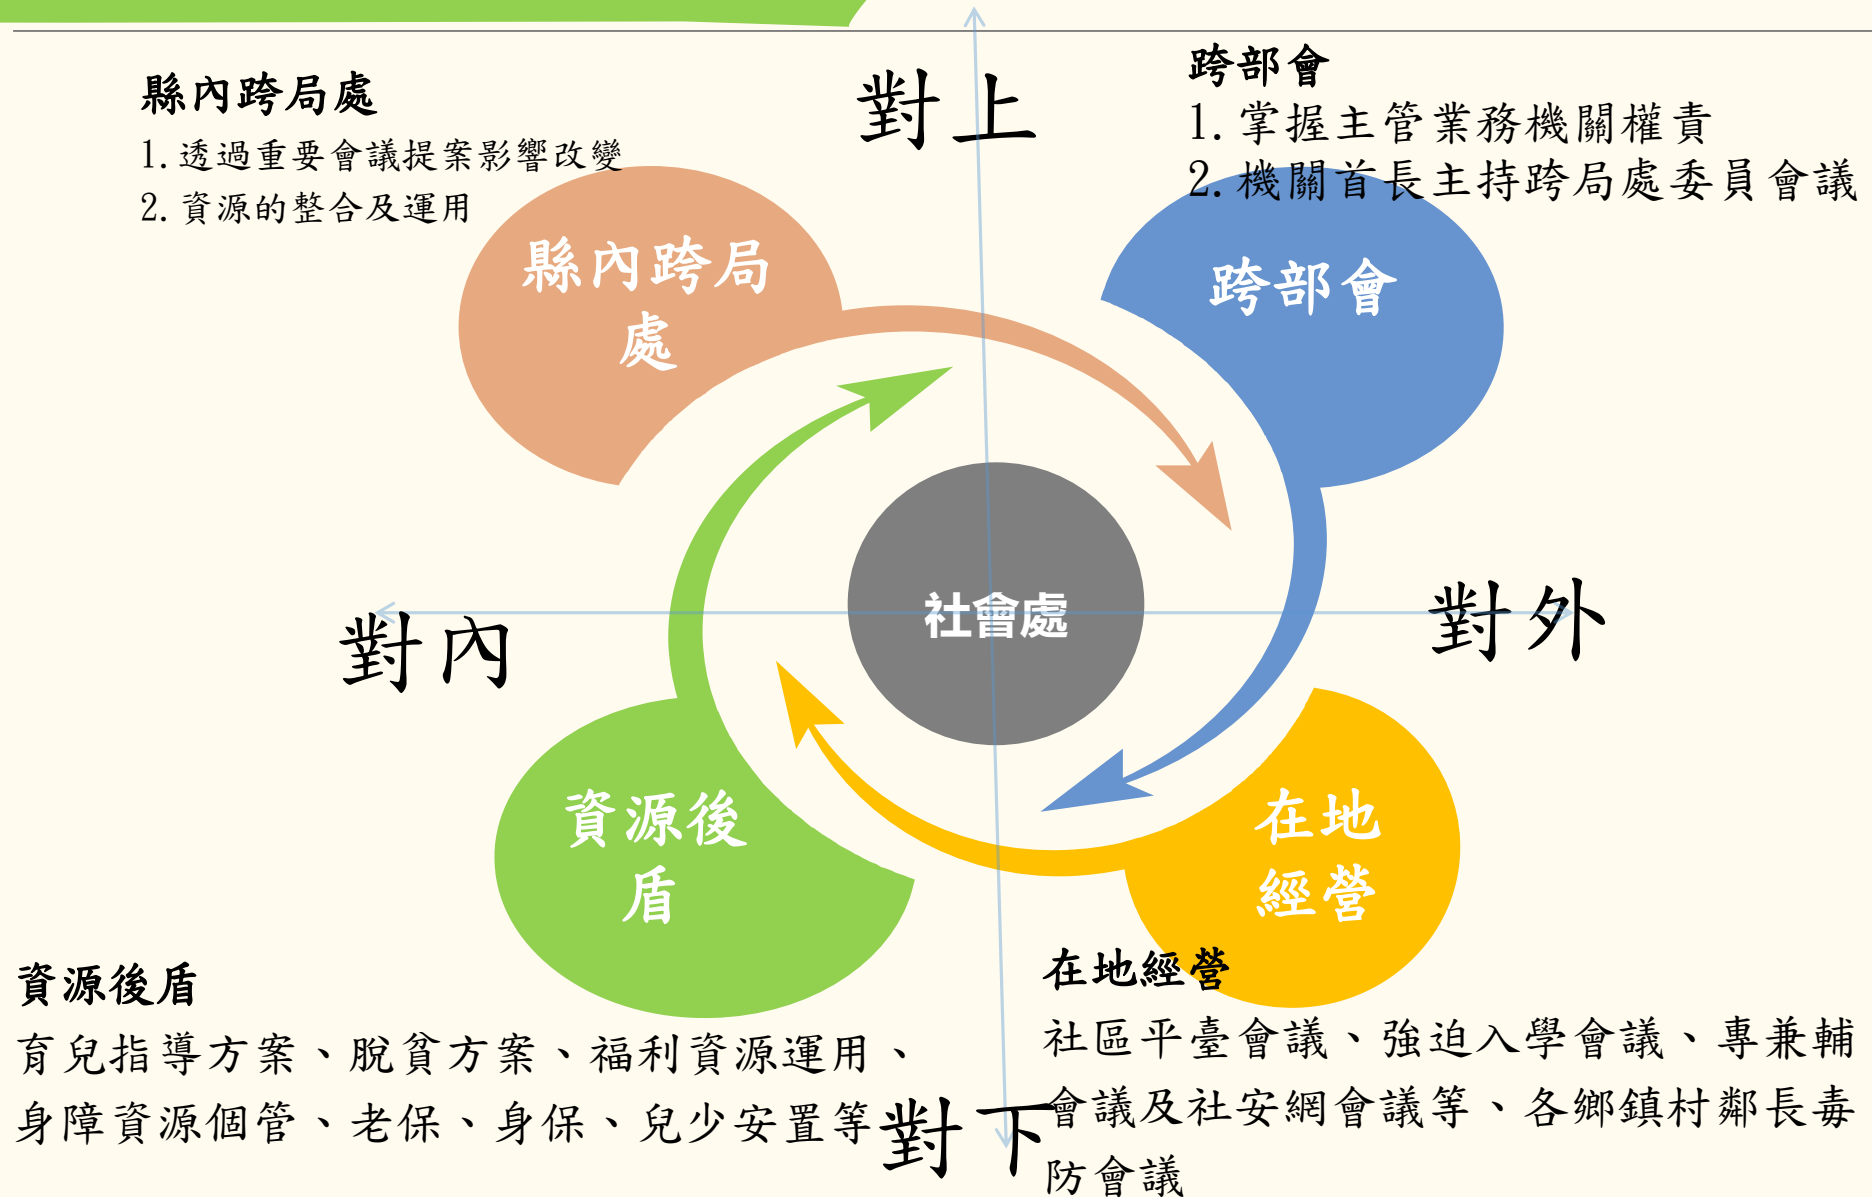 縣內跨局處
1.透過重要會議提案影響改變
2.資源的整合及運用
對上
跨部會
1.掌握主管業務機關權責
2.機關首長主持跨局處委員會議
縣內跨局
處
跨部會
對內
社會處
對外
資源後
盾
在地
經營
資源後盾
育兒指導方案、脫貧方案、福利資源運用、
身障資源個管、老保、身保、兒少安置等
對下
在地經營
社區平臺會議、強迫入學會議、專兼輔
會議及社安網會議等、各鄉鎮村鄰長毒
防會議